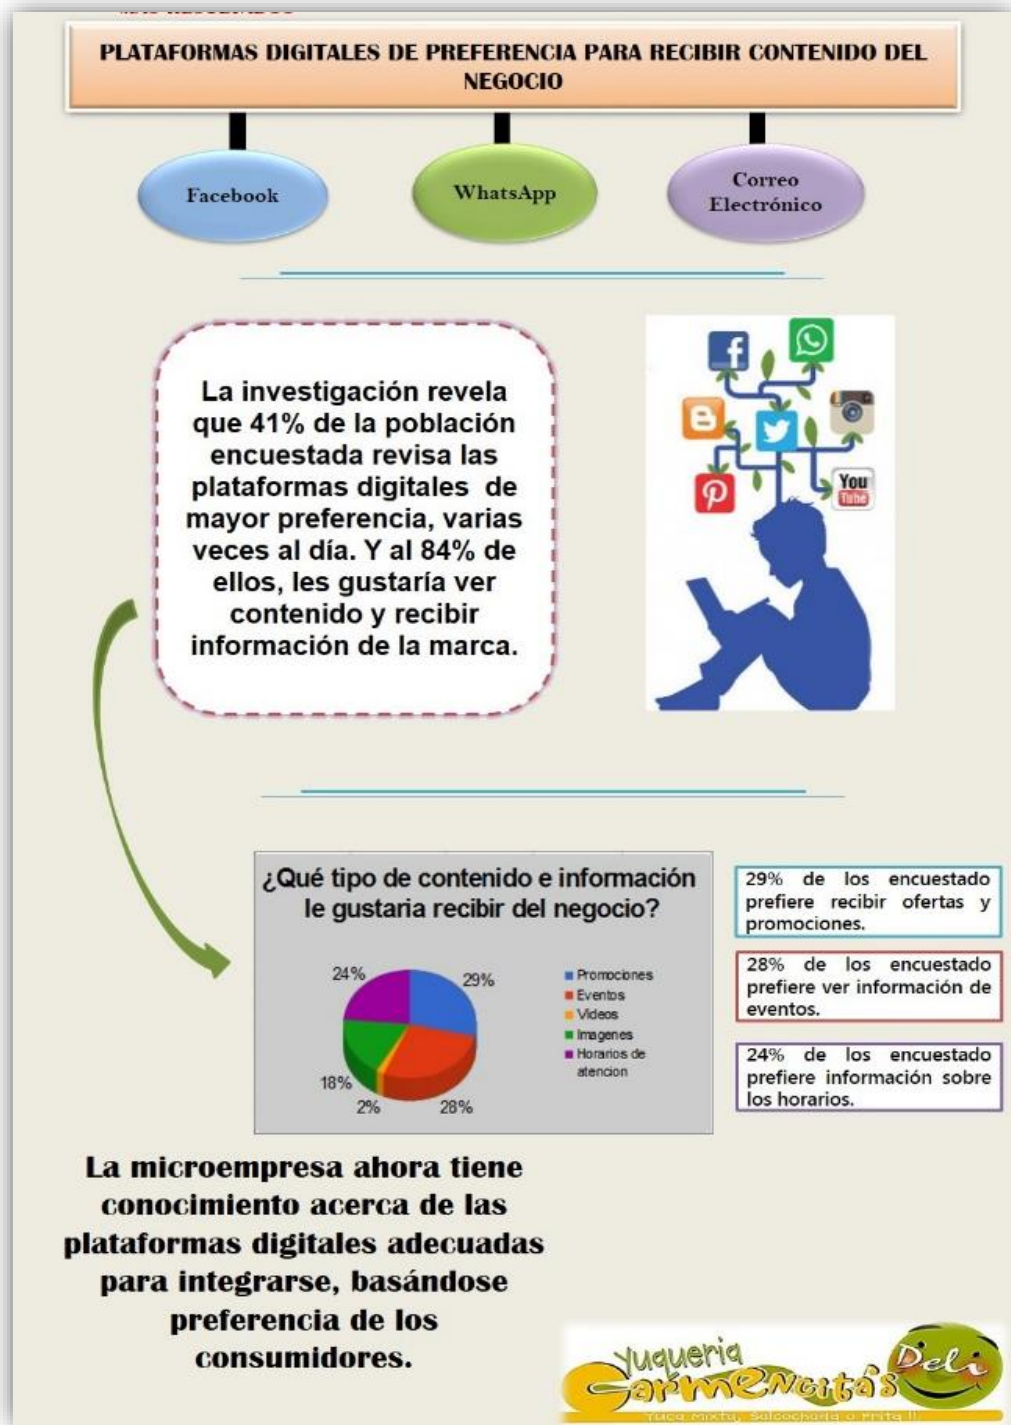 PLATAFORMAS DIGITALES DE PREFERENCIA PARA RECIBIR CONTENIDO DEL
NEGOCIO
Facebook
WhatsApp
Correo
Electrónico
La investigación revela
que 41% de la población
encuestada revisa las
plataformas digitales de
mayor preferencia, varias
veces al día. Y al 84% de
ellos, les gustaría ver
contenido y recibir
información de la marca.
You
Tube
¿Qué tipo de contenido e información
le gustaria recibir del negocio?
24%
29%
18%
2%
28%
Promociones
Eventos
Videos
Imagenes
Horarios de
atencion
29% de los encuestado
prefiere recibir ofertas y
promociones.
28% de los encuestado
prefiere ver información de
eventos.
24% de los encuestado
prefiere información sobre
los horarios.
La microempresa ahora tiene
conocimiento acerca de las
plataformas digitales adecuadas
para integrarse, basándose
preferencia de los
consumidores.
Yuqueria
Carmencita's Deli
Yuca Mixta, Salcochada o Frita !!